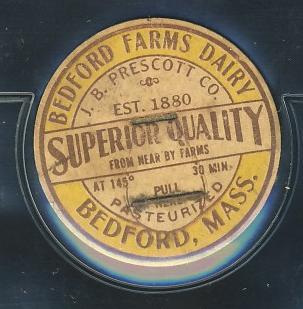 BEDFORD FARMS DAIRY
J. B. PRESCOTT CO.
EST. 1880
SUPERIOR QUALITY
FROM NEAR BY FARMS
AT 145° 30 MIN.
PULL
PASTEURIZED
BEDFORD, MASS.